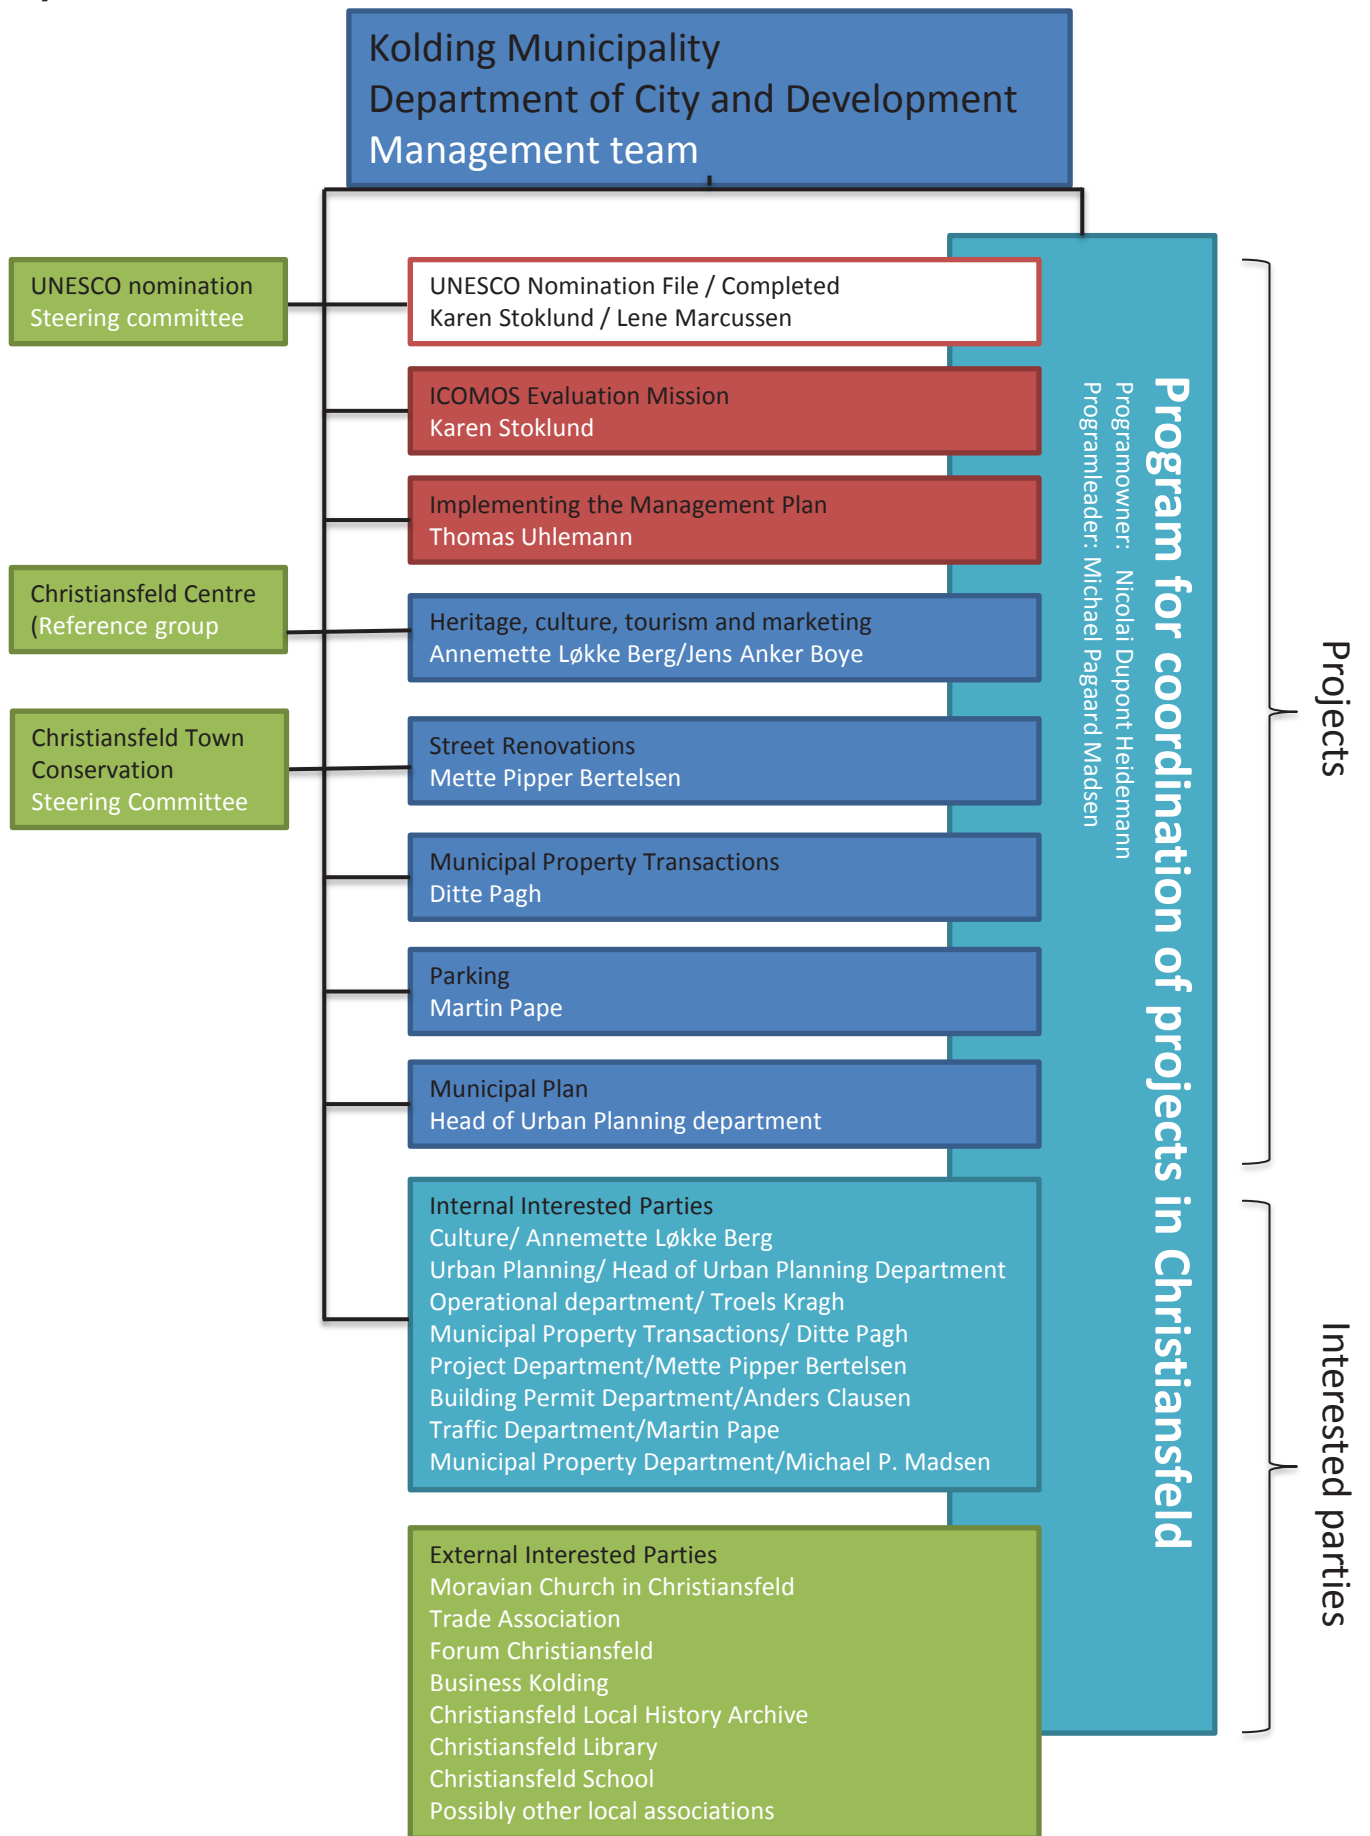 Kolding Municipality
Department of City and Development
Management team
UNESCO nomination
Steering committee
UNESCO Nomination File / Completed
Karen Stoklund / Lene Marcussen
ICOMOS Evaluation Mission
Karen Stoklund
Implementing the Management Plan
Thomas Uhlemann
Christiansfeld Centre
(Reference group
Heritage, culture, tourism and marketing
Annemette Løkke Berg/Jens Anker Boye
Christiansfeld Town
Conservation
Steering Committee
Street Renovations
Mette Pipper Bertelsen
Municipal Property Transactions
Ditte Pagh
Parking
Martin Pape
Municipal Plan
Head of Urban Planning department
Internal Interested Parties
Culture/ Annemette Løkke Berg
Urban Planning/ Head of Urban Planning Department
Operational department/ Troels Kragh
Municipal Property Transactions/ Ditte Pagh
Project Department/Mette Pipper Bertelsen
Building Permit Department/Anders Clausen
Traffic Department/Martin Pape
Municipal Property Department/Michael P. Madsen
External Interested Parties
Moravian Church in Christiansfeld
Trade Association
Forum Christiansfeld
Business Kolding
Christiansfeld Local History Archive
Christiansfeld Library
Christiansfeld School
Possibly other local associations
Program for coordination of projects in Christiansfeld
Programowner: Nicolai Dupont Heidemann
Programleader: Michael Pagaard Madsen
Projects
Interested parties